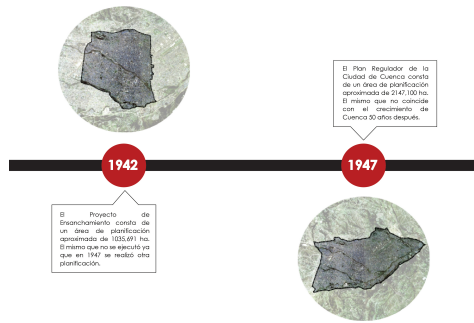 El Plan Regulador de la
Ciudad de Cuenca consta
de un área de planificación
aproximada de 2147,100 ha.
El mismo que no coincide
con el crecimiento de
Cuenca 50 años después.
1942
1947
El Proyecto de
Ensanchamiento consta de
un área de planificación
aproximada de 1035,691 ha.
El mismo que no se ejecutó ya
que en 1947 se realizó otra
planificación.